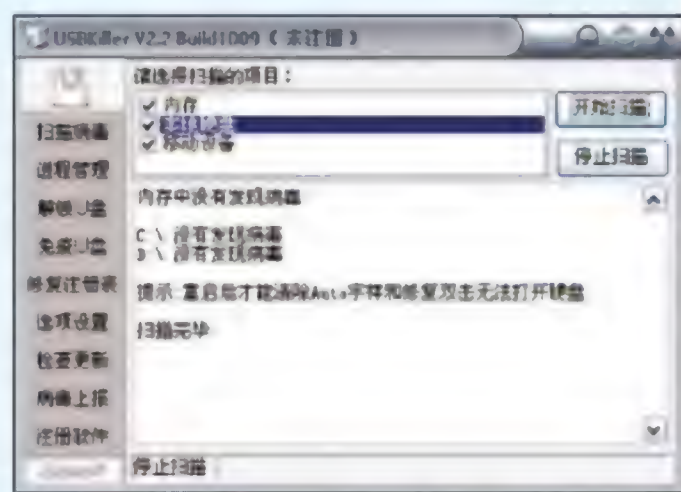 USBKiller V2.2 Build1009 ( 未注册 )
请选择扫描的项目：
内存
移动设备
开始扫描
停止扫描
扫描病毒
进程管理
解锁U盘
免疫U盘
修复注册表
选项设置
检查更新
病毒上报
注册软件
内存中没有发现病毒
C \ 没有发现病毒
D \ 没有发现病毒
提示 重启后才能清除Auto字样和修复双击无法打开硬盘
扫描完毕
停止扫描